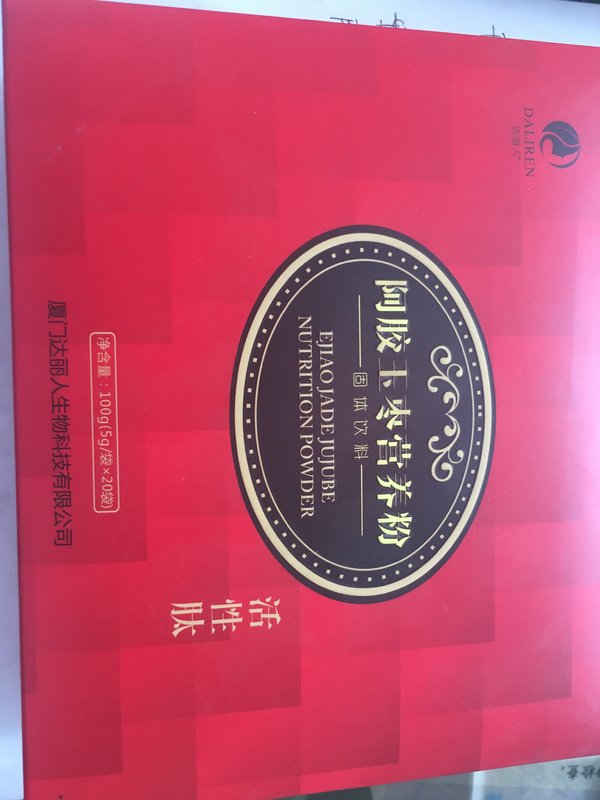 DALIREN
达丽人®
阿胶玉枣营养粉
固体饮料
EJIAO JADE JUJUBE
NUTRITION POWDER
活性肽
净含量：100g(5g/袋×20袋)
厦门达丽人生物科技有限公司